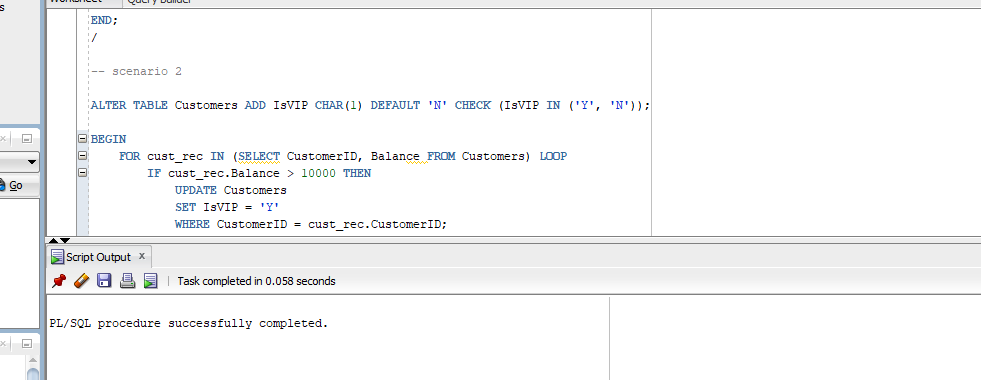 s
Worksheet Query Builder
END;
/
-- scenario 2
ALTER TABLE Customers ADD IsVIP CHAR(1) DEFAULT 'N' CHECK (IsVIP IN ('Y', 'N'));
BEGIN
FOR cust_rec IN (SELECT CustomerID, Balance FROM Customers) LOOP
IF cust_rec.Balance > 10000 THEN
UPDATE Customers
SET IsVIP = 'Y'
WHERE CustomerID = cust_rec.CustomerID;
Go
Script Output x
Task completed in 0.058 seconds
PL/SQL procedure successfully completed.